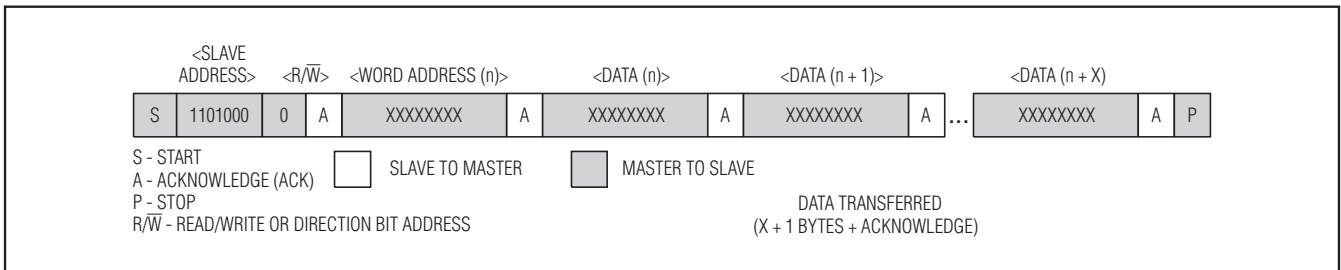 <SLAVE
ADDRESS> <R/W̅> <WORD ADDRESS (n)> <DATA (n)> <DATA (n + 1)> <DATA (n + X)
S 1101000 0 A XXXXXXXX A XXXXXXXX A XXXXXXXX A ... XXXXXXXX A P
S - START
A - ACKNOWLEDGE (ACK) SLAVE TO MASTER MASTER TO SLAVE
P - STOP
R/W̅ - READ/WRITE OR DIRECTION BIT ADDRESS
DATA TRANSFERRED
(X + 1 BYTES + ACKNOWLEDGE)